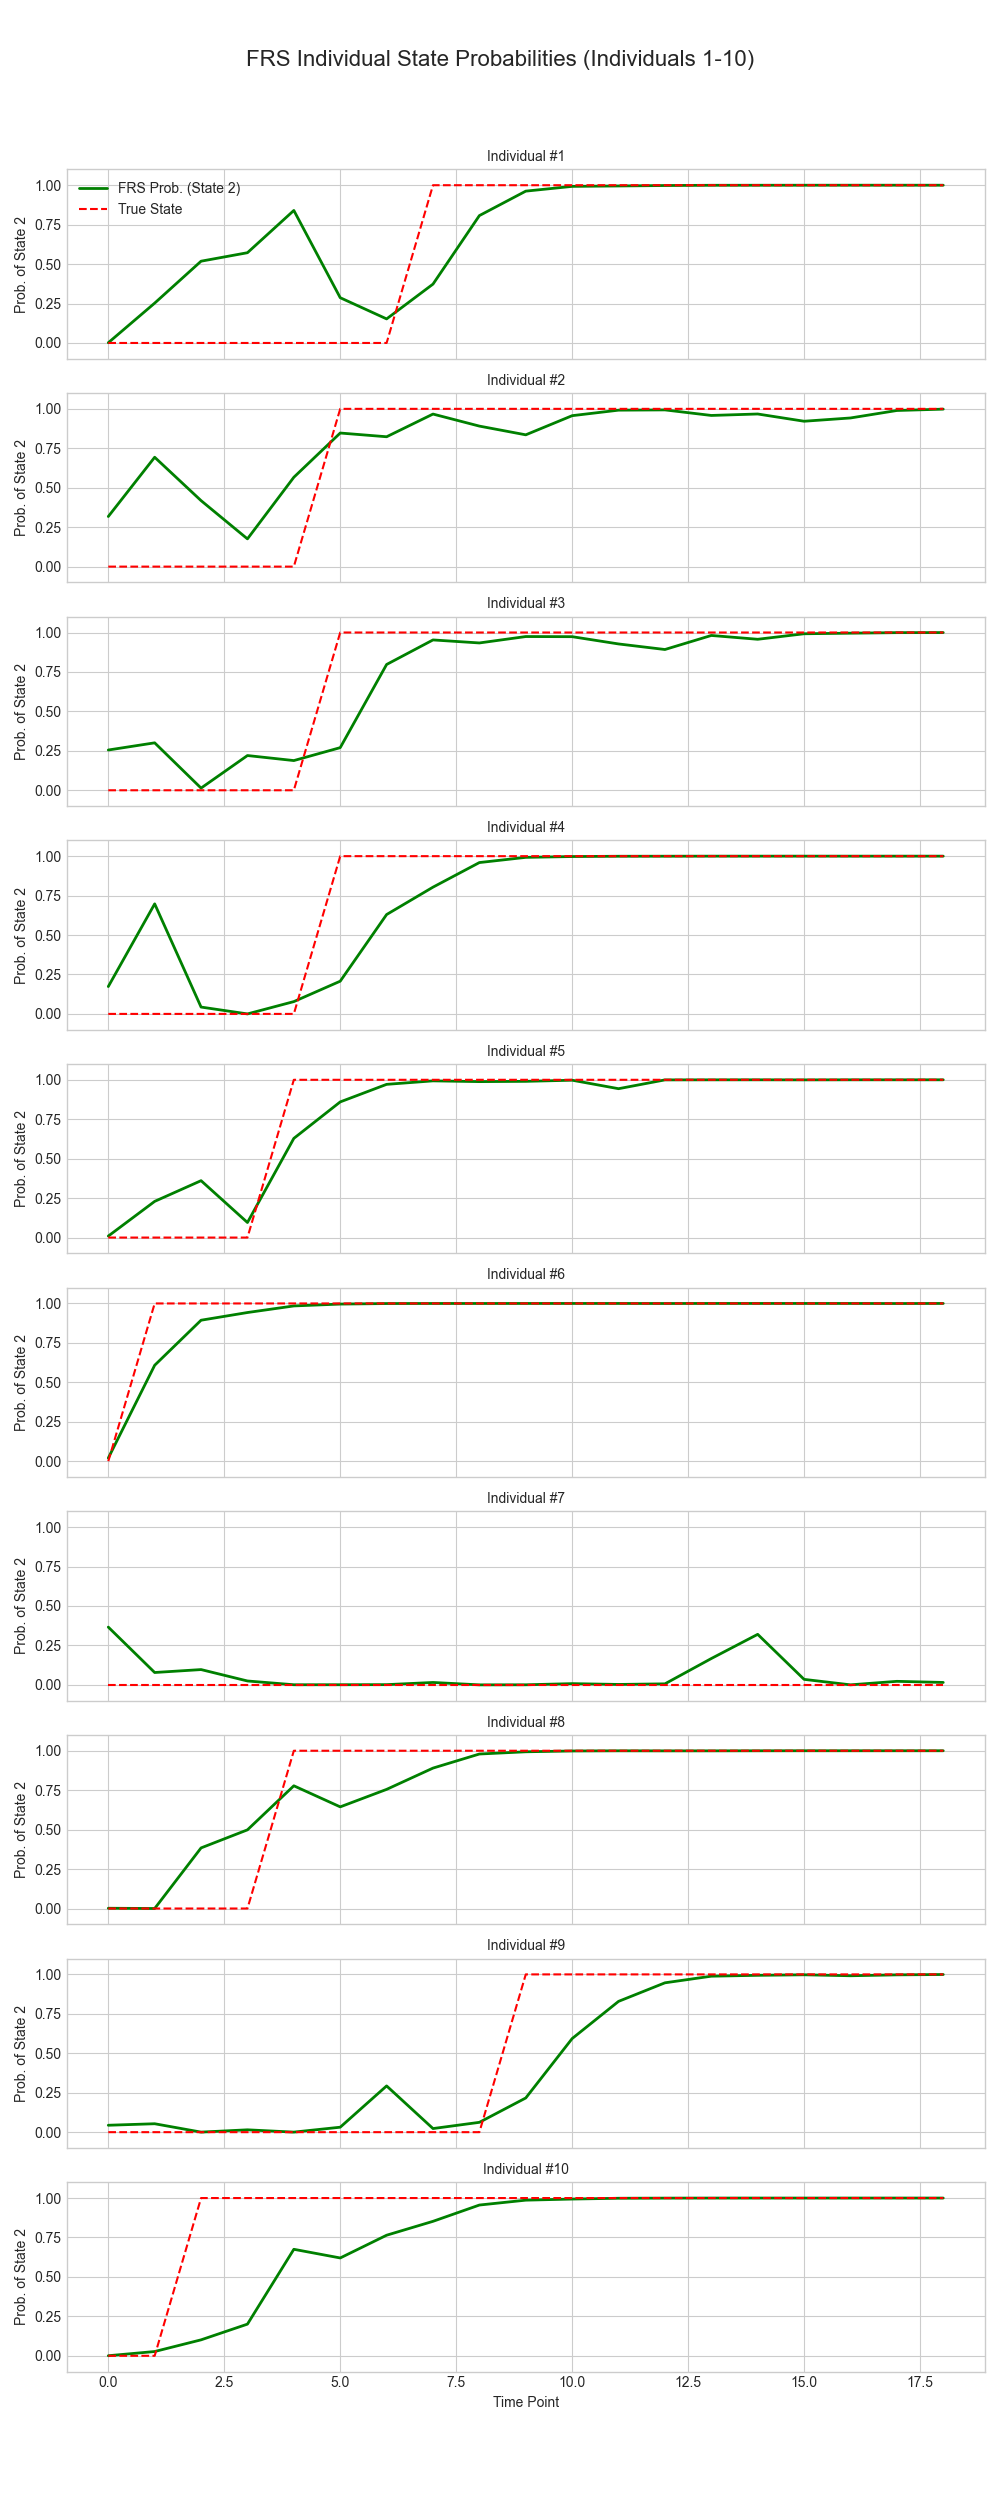 FRS Individual State Probabilities (Individuals 1-10)
Individual #1
FRS Prob. (State 2)
True State
Prob. of State 2
1.00
0.75
0.50
0.25
0.00
Individual #2
Prob. of State 2
1.00
0.75
0.50
0.25
0.00
Individual #3
Prob. of State 2
1.00
0.75
0.50
0.25
0.00
Individual #4
Prob. of State 2
1.00
0.75
0.50
0.25
0.00
Individual #5
Prob. of State 2
1.00
0.75
0.50
0.25
0.00
Individual #6
Prob. of State 2
1.00
0.75
0.50
0.25
0.00
Individual #7
Prob. of State 2
1.00
0.75
0.50
0.25
0.00
Individual #8
Prob. of State 2
1.00
0.75
0.50
0.25
0.00
Individual #9
Prob. of State 2
1.00
0.75
0.50
0.25
0.00
Individual #10
Prob. of State 2
1.00
0.75
0.50
0.25
0.00
0.0 2.5 5.0 7.5 10.0 12.5 15.0 17.5
Time Point